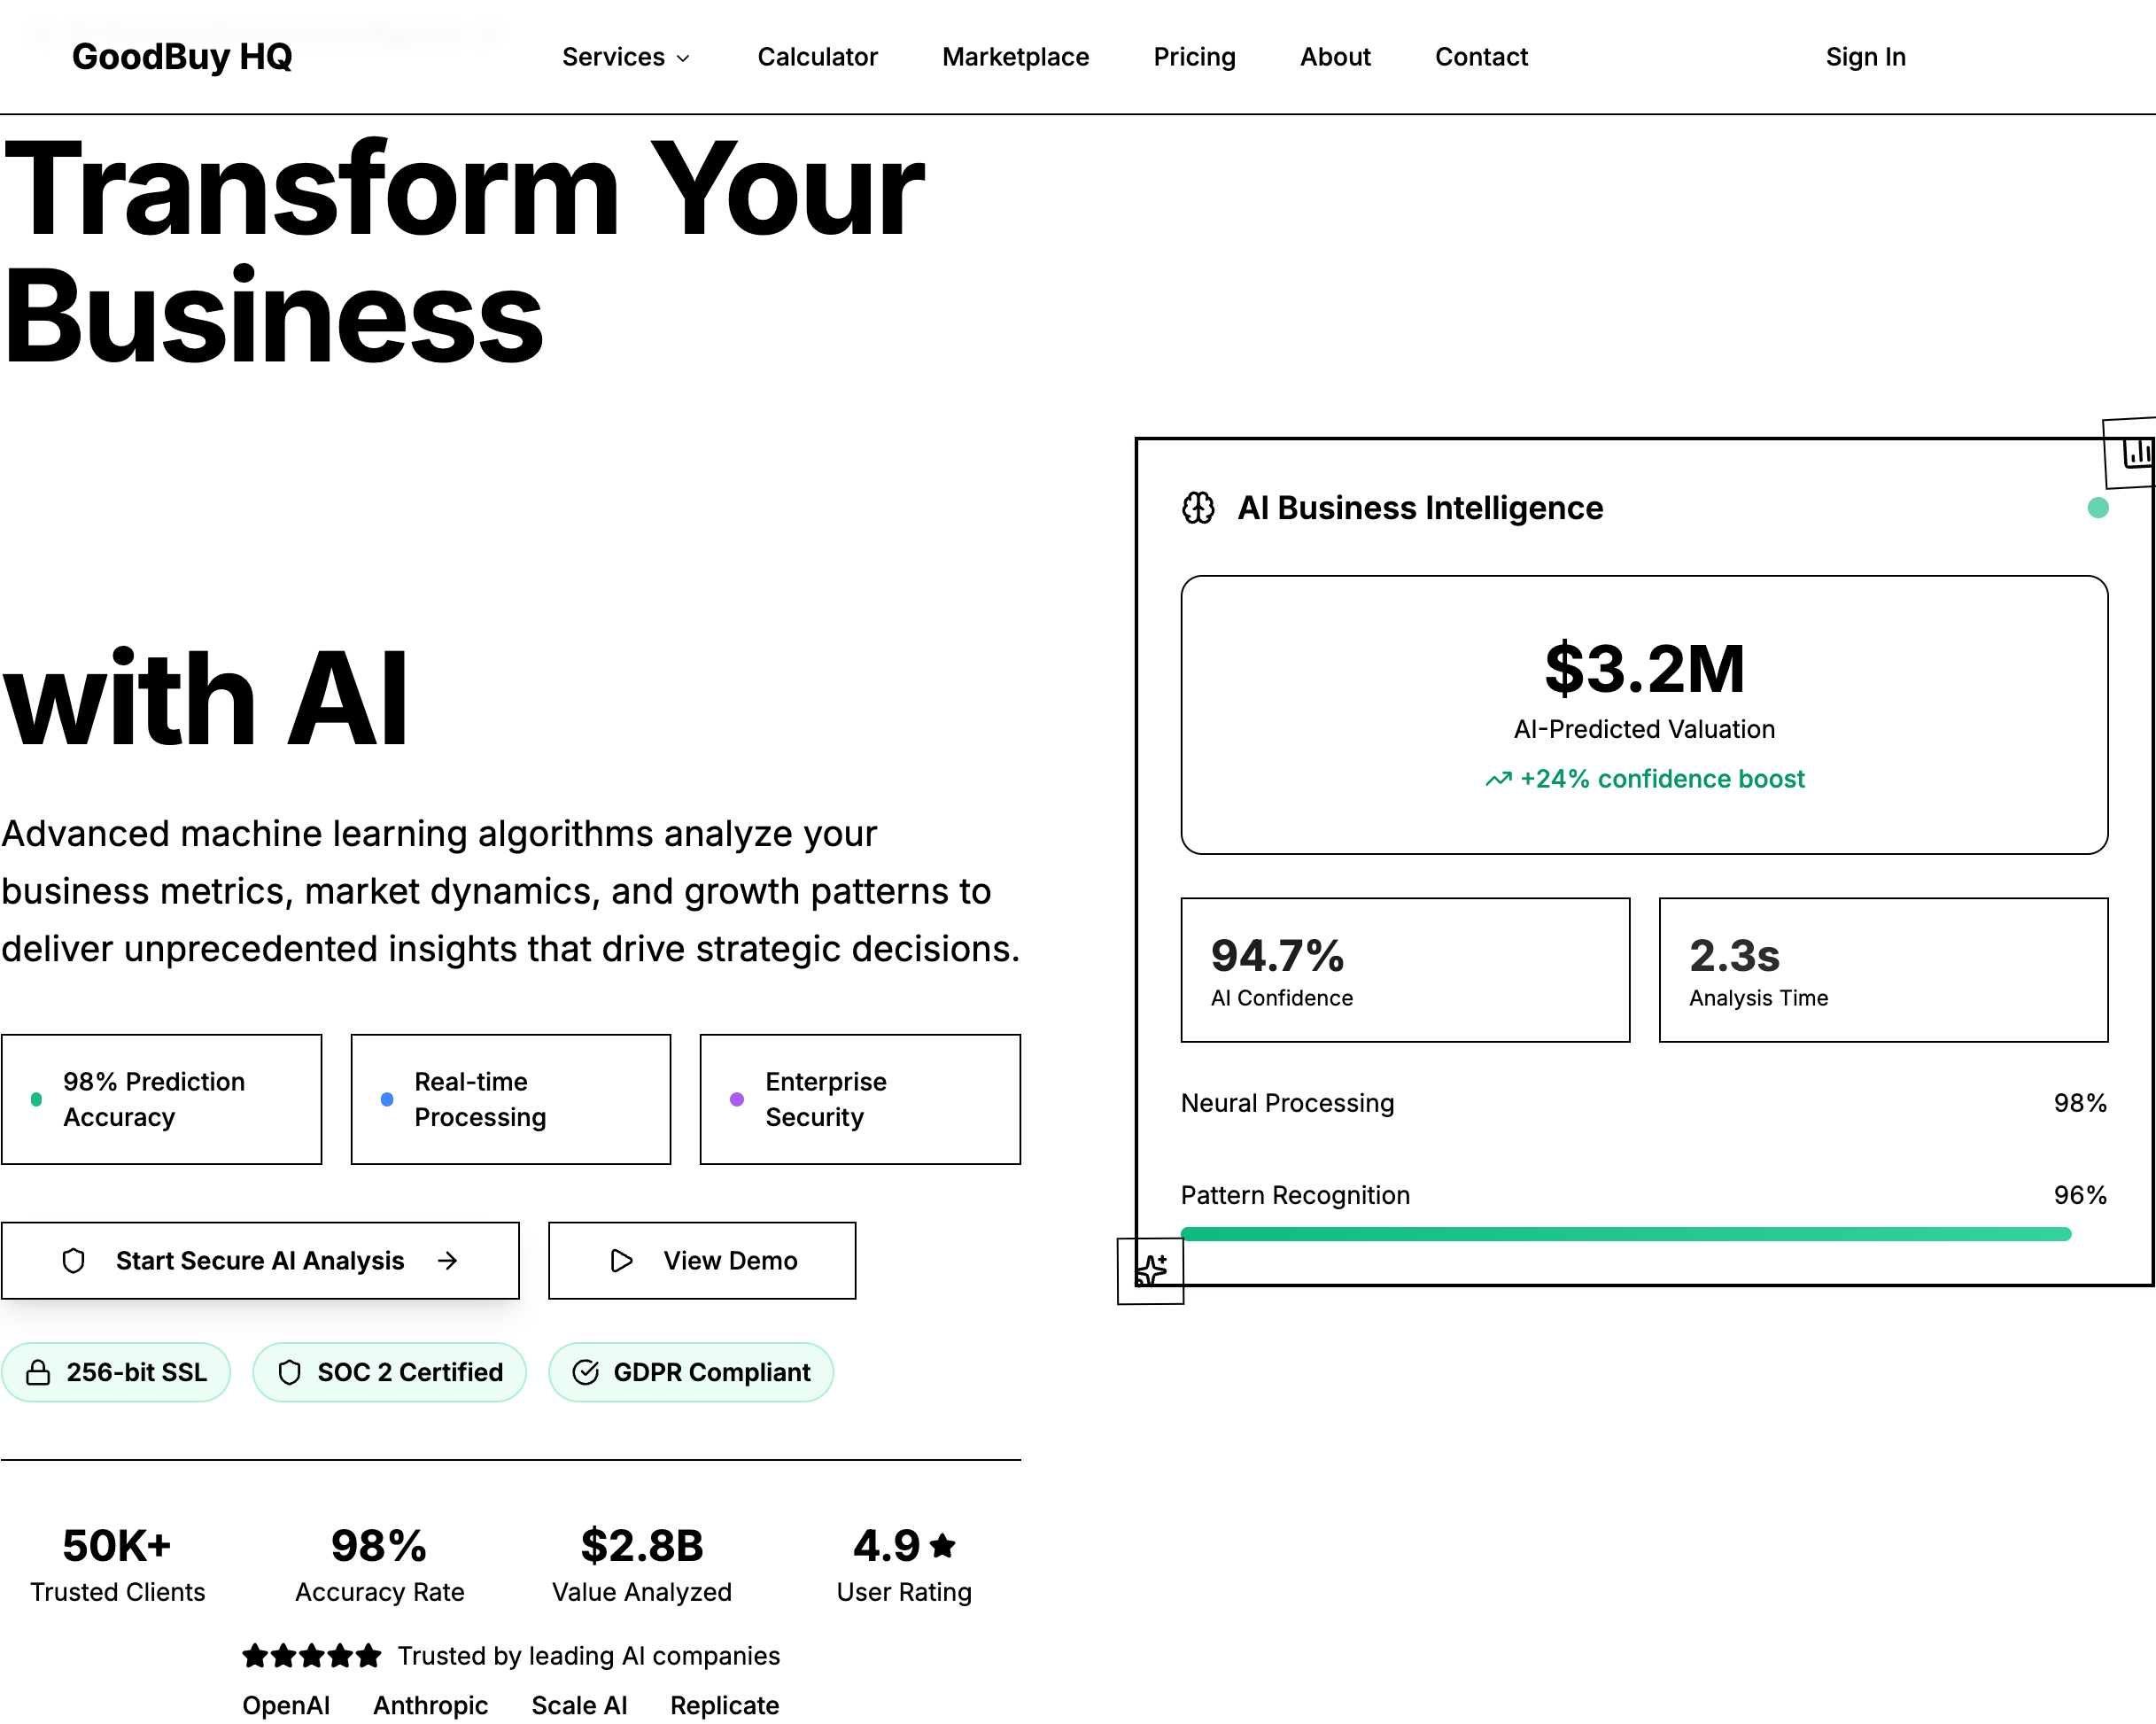 GoodBuy HQ
Services
Calculator
Marketplace
Pricing
About
Contact
Sign In
Transform Your
Business
with AI
Advanced machine learning algorithms analyze your
business metrics, market dynamics, and growth patterns to
deliver unprecedented insights that drive strategic decisions.
98% Prediction
Accuracy
Real-time
Processing
Enterprise
Security
Start Secure AI Analysis
View Demo
256-bit SSL
SOC 2 Certified
GDPR Compliant
50K+
Trusted Clients
98%
Accuracy Rate
$2.8B
Value Analyzed
4.9
User Rating
Trusted by leading AI companies
OpenAI
Anthropic
Scale AI
Replicate
AI Business Intelligence
$3.2M
AI-Predicted Valuation
+24% confidence boost
94.7%
AI Confidence
2.3s
Analysis Time
Neural Processing
98%
Pattern Recognition
96%